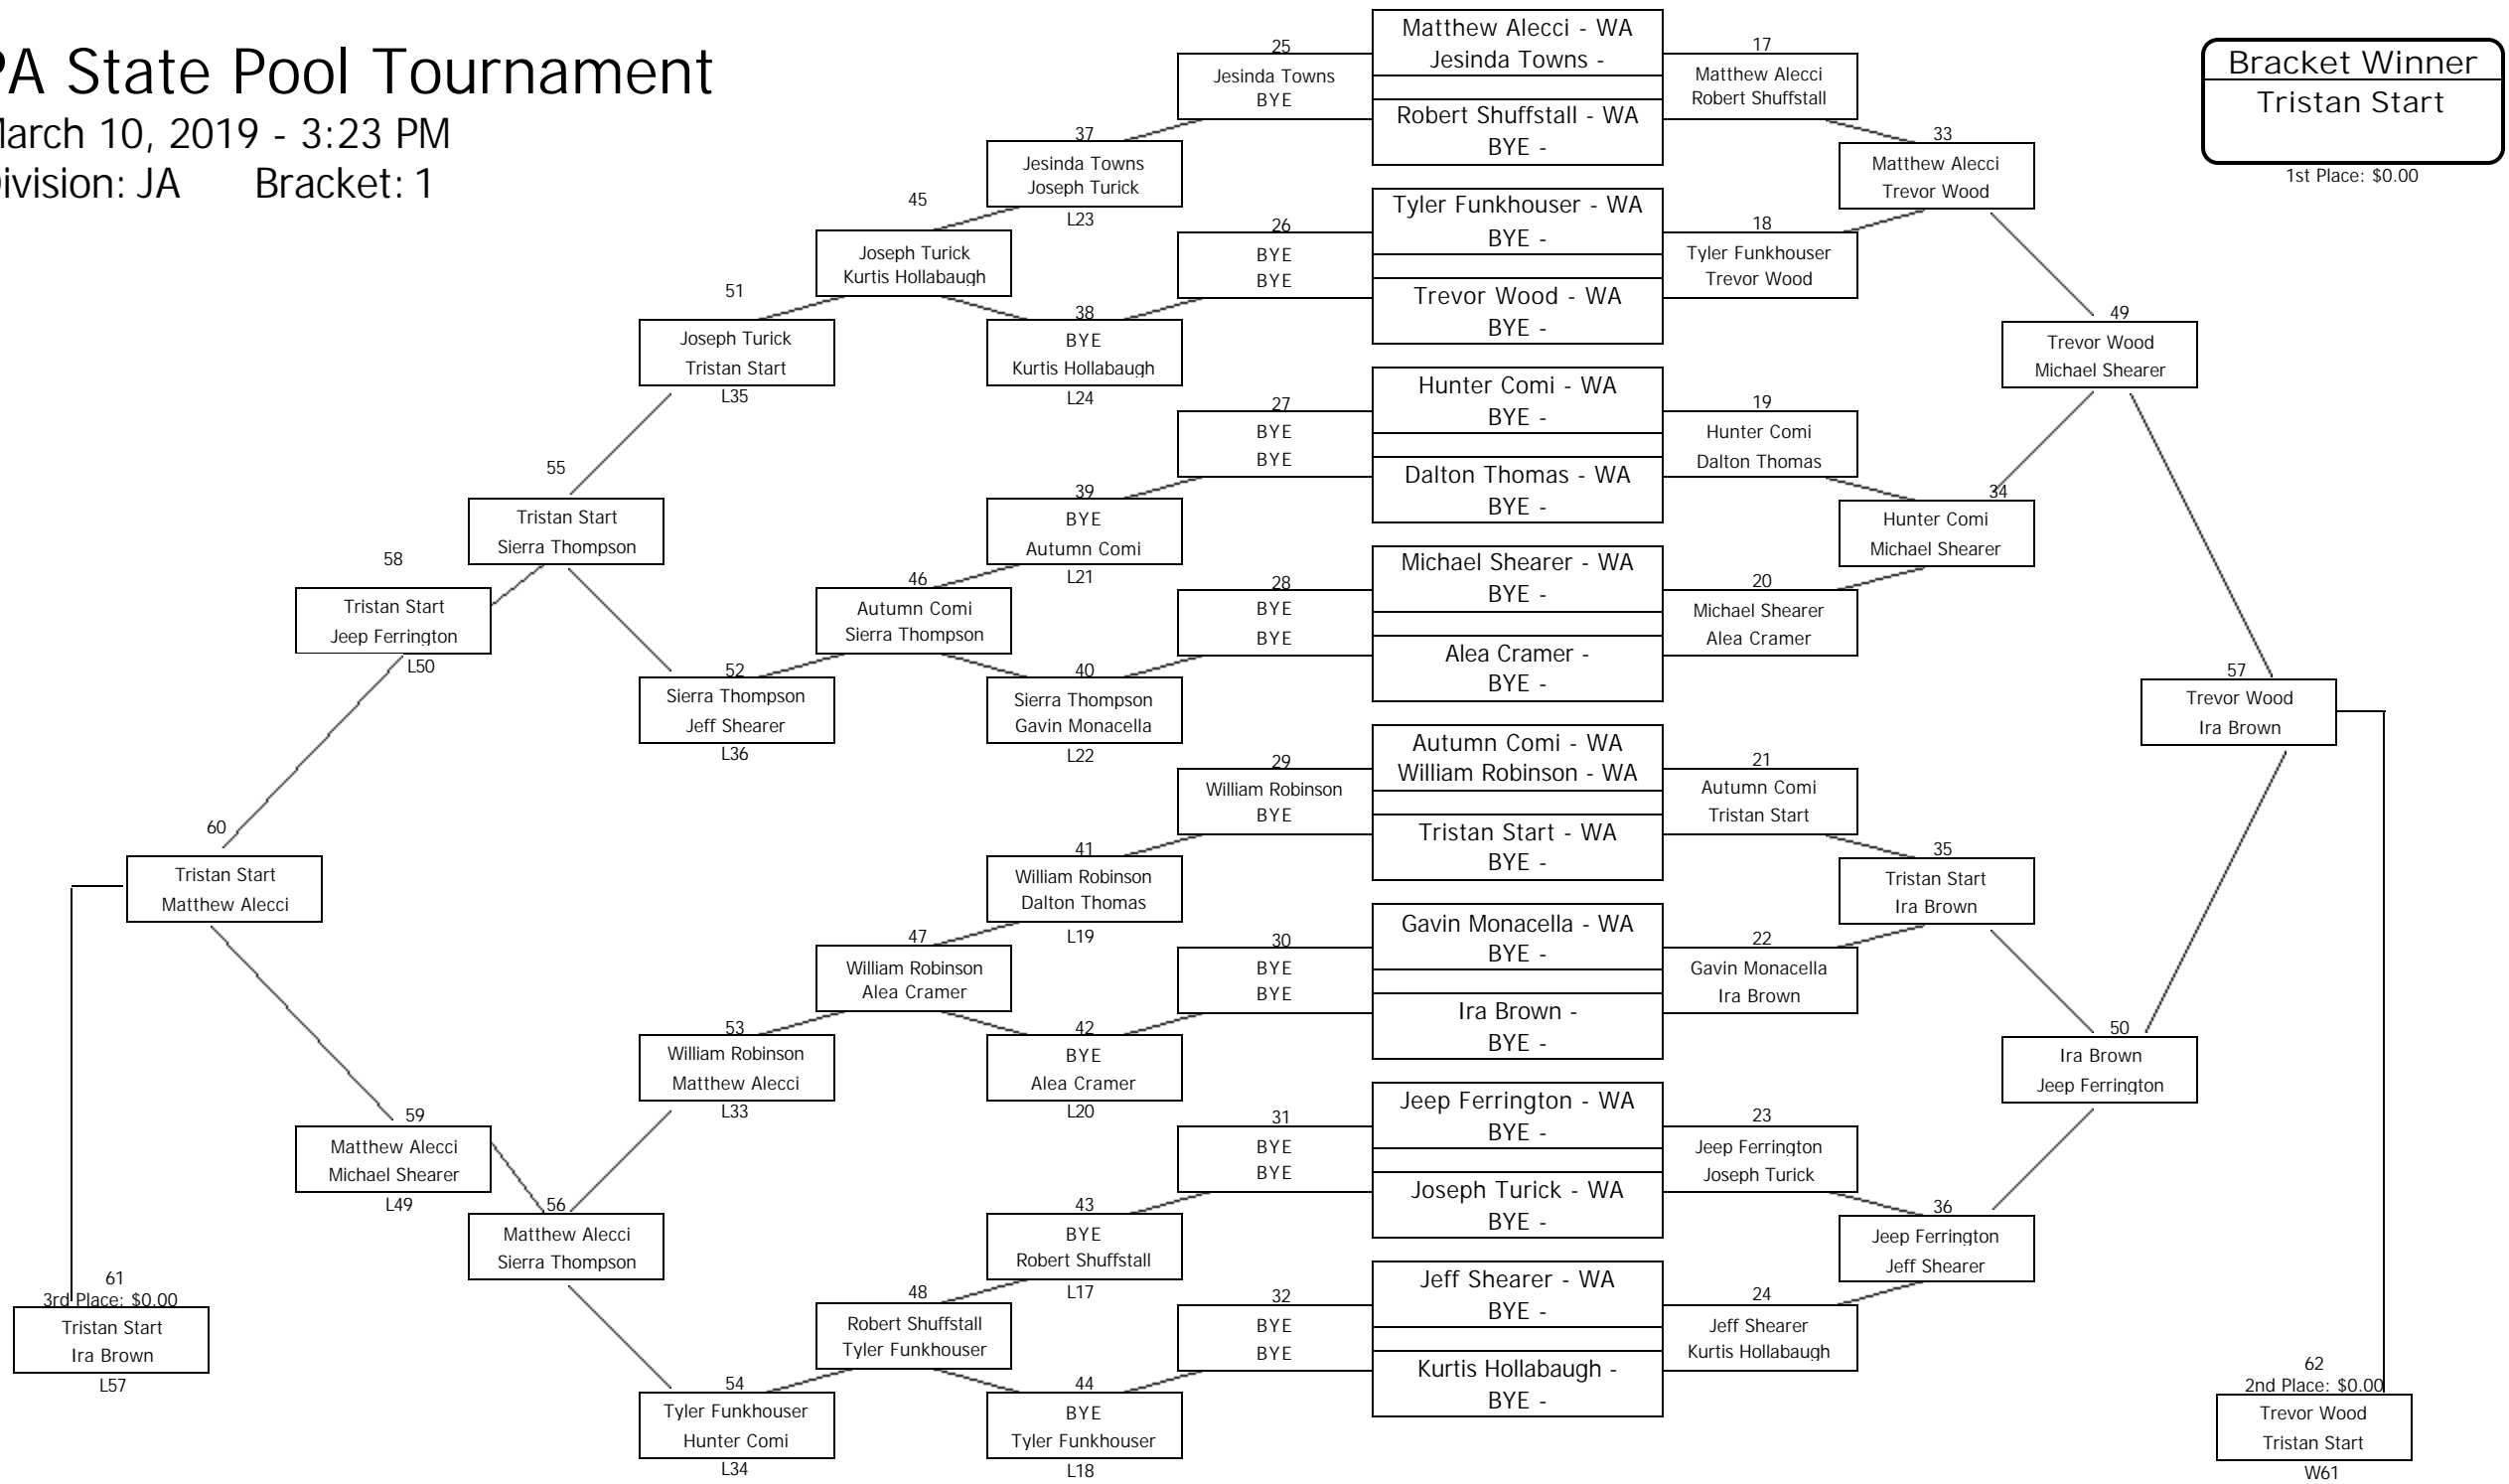 PA State Pool Tournament
March 10, 2019 - 3:23 PM
Division: JA Bracket: 1
Bracket Winner
Tristan Start
1st Place: $0.00
Matthew Alecci - WA
Jesinda Towns -
Robert Shuffstall - WA
BYE -
Tyler Funkhouser - WA
BYE -
Trevor Wood - WA
BYE -
Hunter Comi - WA
BYE -
Dalton Thomas - WA
BYE -
Michael Shearer - WA
BYE -
Alea Cramer -
BYE -
Autumn Comi - WA
William Robinson - WA
Tristan Start - WA
BYE -
Gavin Monacella - WA
BYE -
Ira Brown -
BYE -
Jeep Ferrington - WA
BYE -
Joseph Turick - WA
BYE -
Jeff Shearer - WA
BYE -
Kurtis Hollabaugh -
BYE -
17
Matthew Alecci
Robert Shuffstall
18
Tyler Funkhouser
Trevor Wood
19
Hunter Comi
Dalton Thomas
20
Michael Shearer
Alea Cramer
21
Autumn Comi
Tristan Start
22
Gavin Monacella
Ira Brown
23
Jeep Ferrington
Joseph Turick
24
Jeff Shearer
Kurtis Hollabaugh
25
Jesinda Towns
BYE
26
BYE
BYE
27
BYE
BYE
28
BYE
BYE
29
William Robinson
BYE
30
BYE
BYE
31
BYE
BYE
32
BYE
BYE
33
Matthew Alecci
Trevor Wood
34
Hunter Comi
Michael Shearer
35
Tristan Start
Ira Brown
36
Jeep Ferrington
Jeff Shearer
37
Jesinda Towns
Joseph Turick
L23
38
BYE
Kurtis Hollabaugh
L24
39
BYE
Autumn Comi
L21
40
Sierra Thompson
Gavin Monacella
L22
41
William Robinson
Dalton Thomas
L19
42
BYE
Alea Cramer
L20
43
BYE
Robert Shuffstall
L17
44
BYE
Tyler Funkhouser
L18
45
Joseph Turick
Kurtis Hollabaugh
46
Autumn Comi
Sierra Thompson
47
William Robinson
Alea Cramer
48
Robert Shuffstall
Tyler Funkhouser
49
Trevor Wood
Michael Shearer
50
Ira Brown
Jeep Ferrington
51
Joseph Turick
Tristan Start
L35
52
Sierra Thompson
Jeff Shearer
L36
53
William Robinson
Matthew Alecci
L33
54
Tyler Funkhouser
Hunter Comi
L34
55
Tristan Start
Sierra Thompson
56
Matthew Alecci
Sierra Thompson
57
Trevor Wood
Ira Brown
58
Tristan Start
Jeep Ferrington
L50
59
Matthew Alecci
Michael Shearer
L49
60
Tristan Start
Matthew Alecci
61
3rd Place: $0.00
Tristan Start
Ira Brown
L57
62
2nd Place: $0.00
Trevor Wood
Tristan Start
W61